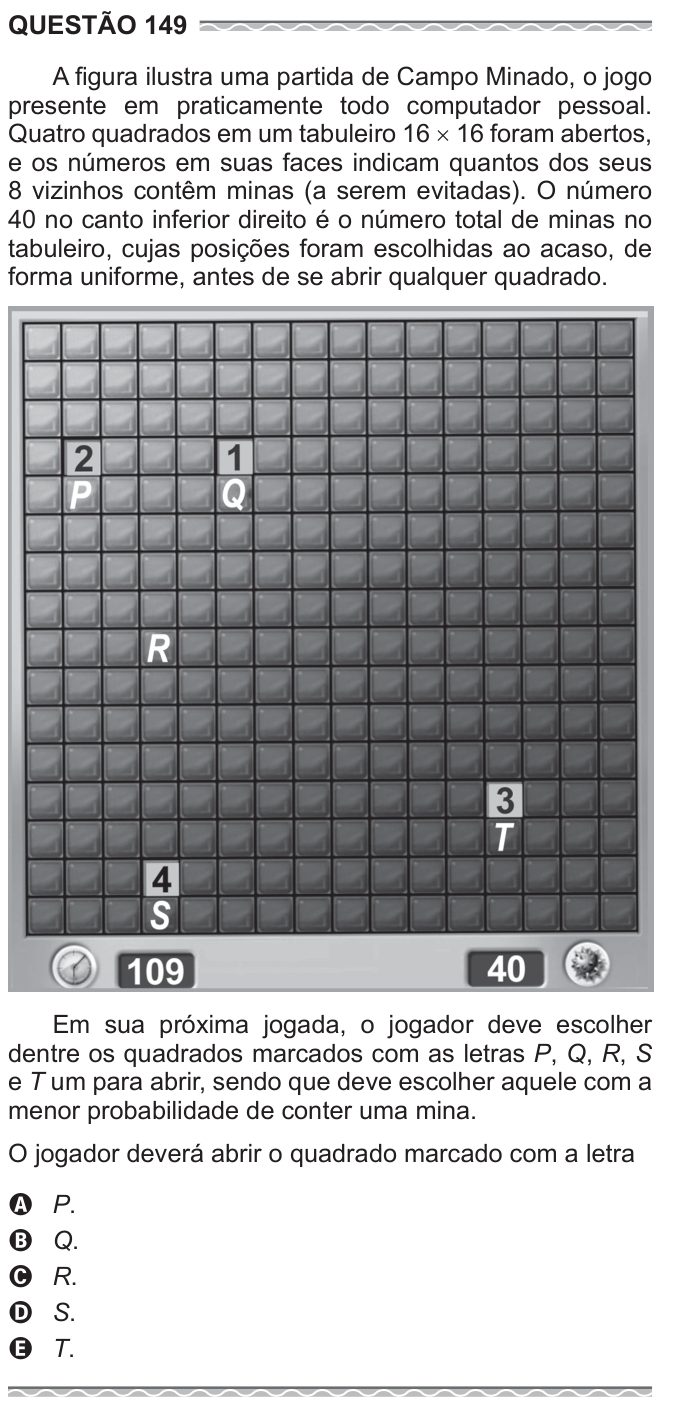 QUESTÃO 149
A figura ilustra uma partida de Campo Minado, o jogo
presente em praticamente todo computador pessoal.
Quatro quadrados em um tabuleiro 16 × 16 foram abertos,
e os números em suas faces indicam quantos dos seus
8 vizinhos contêm minas (a serem evitadas). O número
40 no canto inferior direito é o número total de minas no
tabuleiro, cujas posições foram escolhidas ao acaso, de
forma uniforme, antes de se abrir qualquer quadrado.
2 1
P Q
R
3
T
4
S
109 40
Em sua próxima jogada, o jogador deve escolher
dentre os quadrados marcados com as letras P, Q, R, S
e T um para abrir, sendo que deve escolher aquele com a
menor probabilidade de conter uma mina.
O jogador deverá abrir o quadrado marcado com a letra
A P.
B Q.
C R.
D S.
E T.